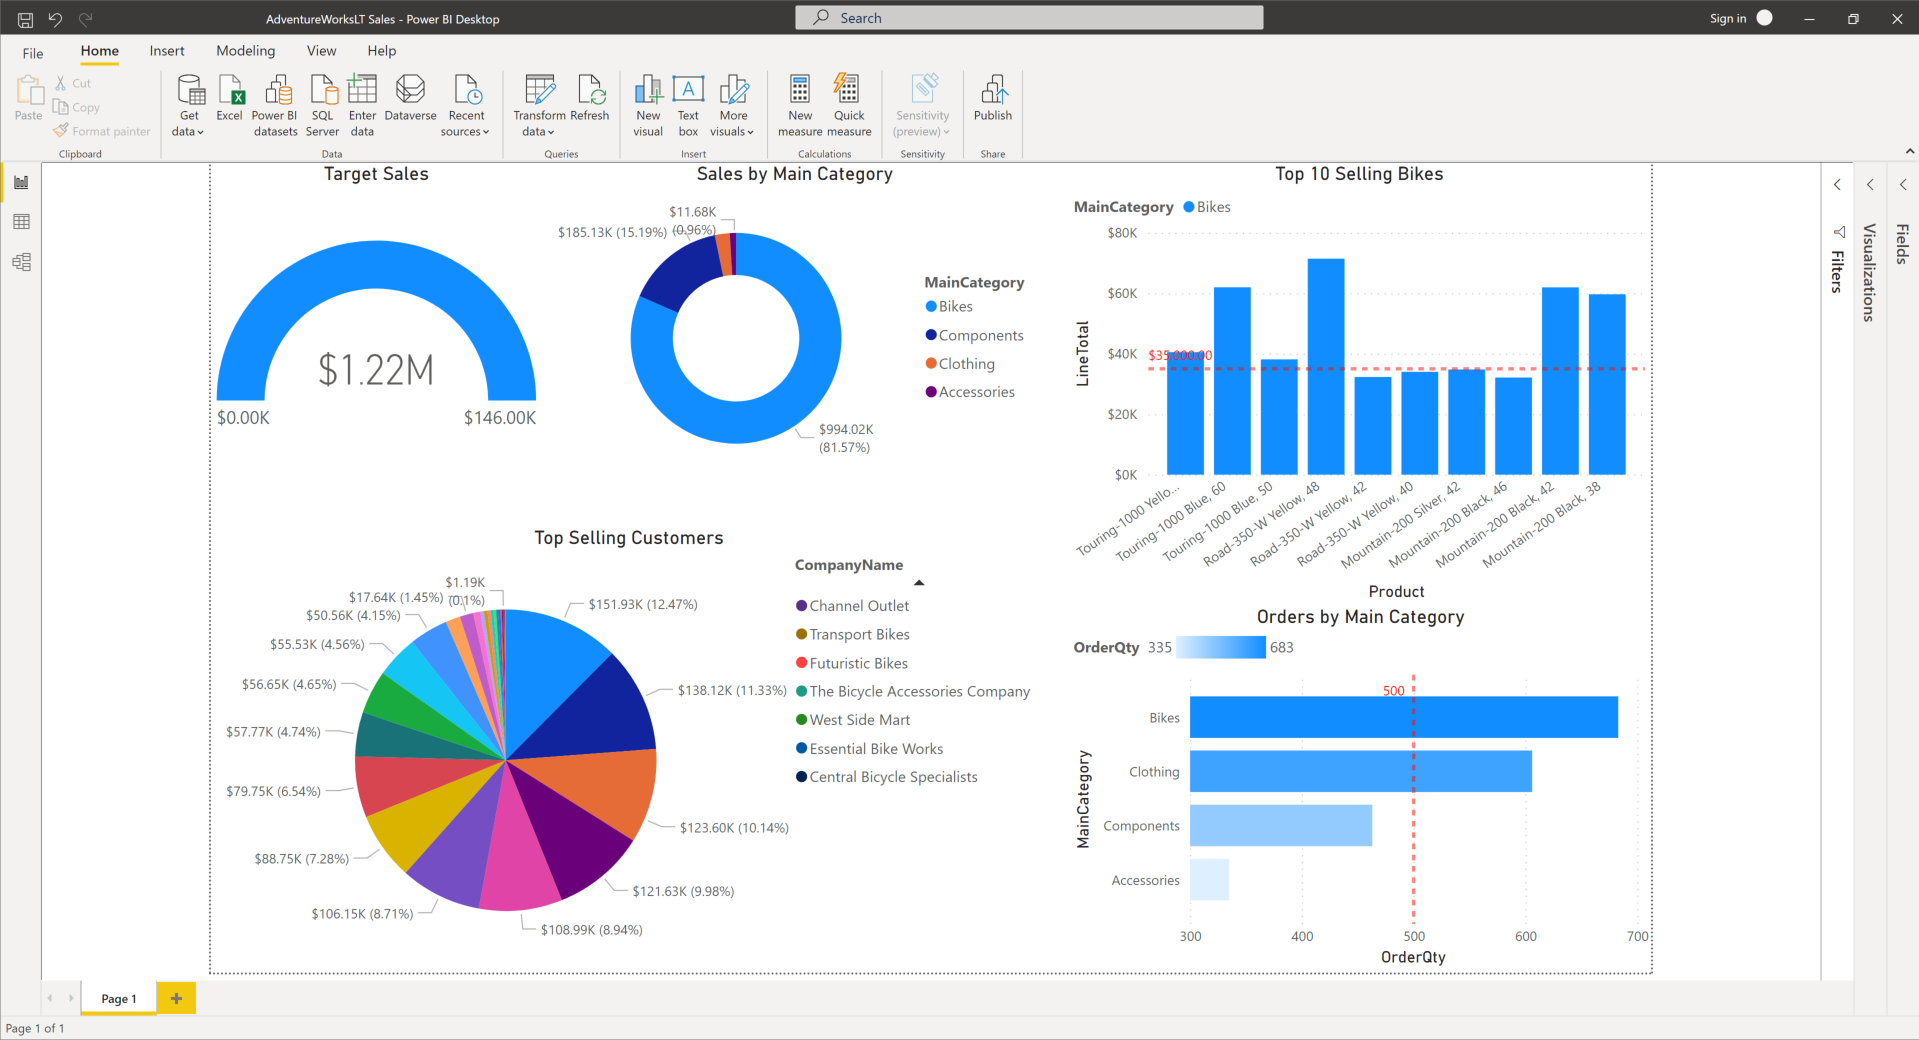 AdventureWorksLT Sales - Power BI Desktop
Search
Sign in
File
Home
Insert
Modeling
View
Help
Paste
Cut
Copy
Format painter
Clipboard
Get data
Excel
Power BI datasets
SQL Server
Enter data
Dataverse
Recent sources
Data
Transform data
Refresh
Queries
New visual
Text box
More visuals
Insert
New measure
Quick measure
Calculations
Sensitivity (preview)
Sensitivity
Publish
Share
Target Sales
$1.22M
$0.00K
$146.00K
Sales by Main Category
$11.68K
(0.96%)
$185.13K (15.19%)
$994.02K
(81.57%)
MainCategory
Bikes
Components
Clothing
Accessories
Top 10 Selling Bikes
MainCategory
Bikes
$80K
$60K
$40K
$20K
$0K
LineTotal
$35,000.00
Touring-1000 Yello...
Touring-1000 Blue, 60
Touring-1000 Blue, 50
Road-350-W Yellow, 48
Road-350-W Yellow, 42
Road-350-W Yellow, 40
Mountain-200 Silver, 42
Mountain-200 Black, 46
Mountain-200 Black, 42
Mountain-200 Black, 38
Product
Filters
Visualizations
Fields
Top Selling Customers
$1.19K
(0.1%)
$17.64K (1.45%)
$50.56K (4.15%)
$55.53K (4.56%)
$56.65K (4.65%)
$57.77K (4.74%)
$79.75K (6.54%)
$88.75K (7.28%)
$106.15K (8.71%)
$108.99K (8.94%)
$121.63K (9.98%)
$123.60K (10.14%)
$138.12K (11.33%)
$151.93K (12.47%)
CompanyName
Channel Outlet
Transport Bikes
Futuristic Bikes
The Bicycle Accessories Company
West Side Mart
Essential Bike Works
Central Bicycle Specialists
Orders by Main Category
OrderQty 335
683
500
MainCategory
Bikes
Clothing
Components
Accessories
300
400
500
600
700
OrderQty
Page 1
Page 1 of 1